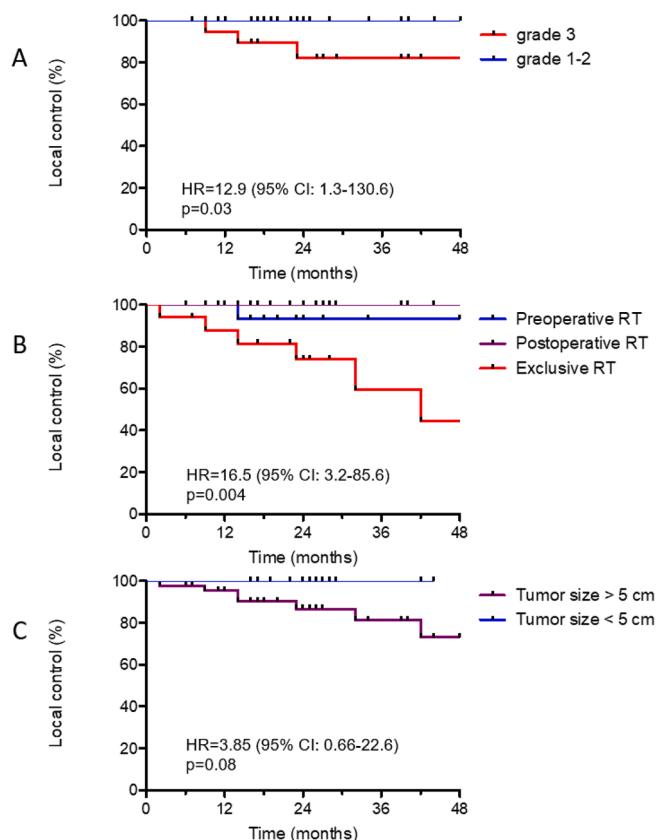 A
Local control (%)
100
80
60
40
20
0
0 12 24 36 48
Time (months)
HR=12.9 (95% CI: 1.3-130.6)
p=0.03
grade 3
grade 1-2
B
Local control (%)
100
80
60
40
20
0
0 12 24 36 48
Time (months)
HR=16.5 (95% CI: 3.2-85.6)
p=0.004
Preoperative RT
Postoperative RT
Exclusive RT
C
Local control (%)
100
80
60
40
20
0
0 12 24 36 48
Time (months)
HR=3.85 (95% CI: 0.66-22.6)
p=0.08
Tumor size > 5 cm
Tumor size < 5 cm